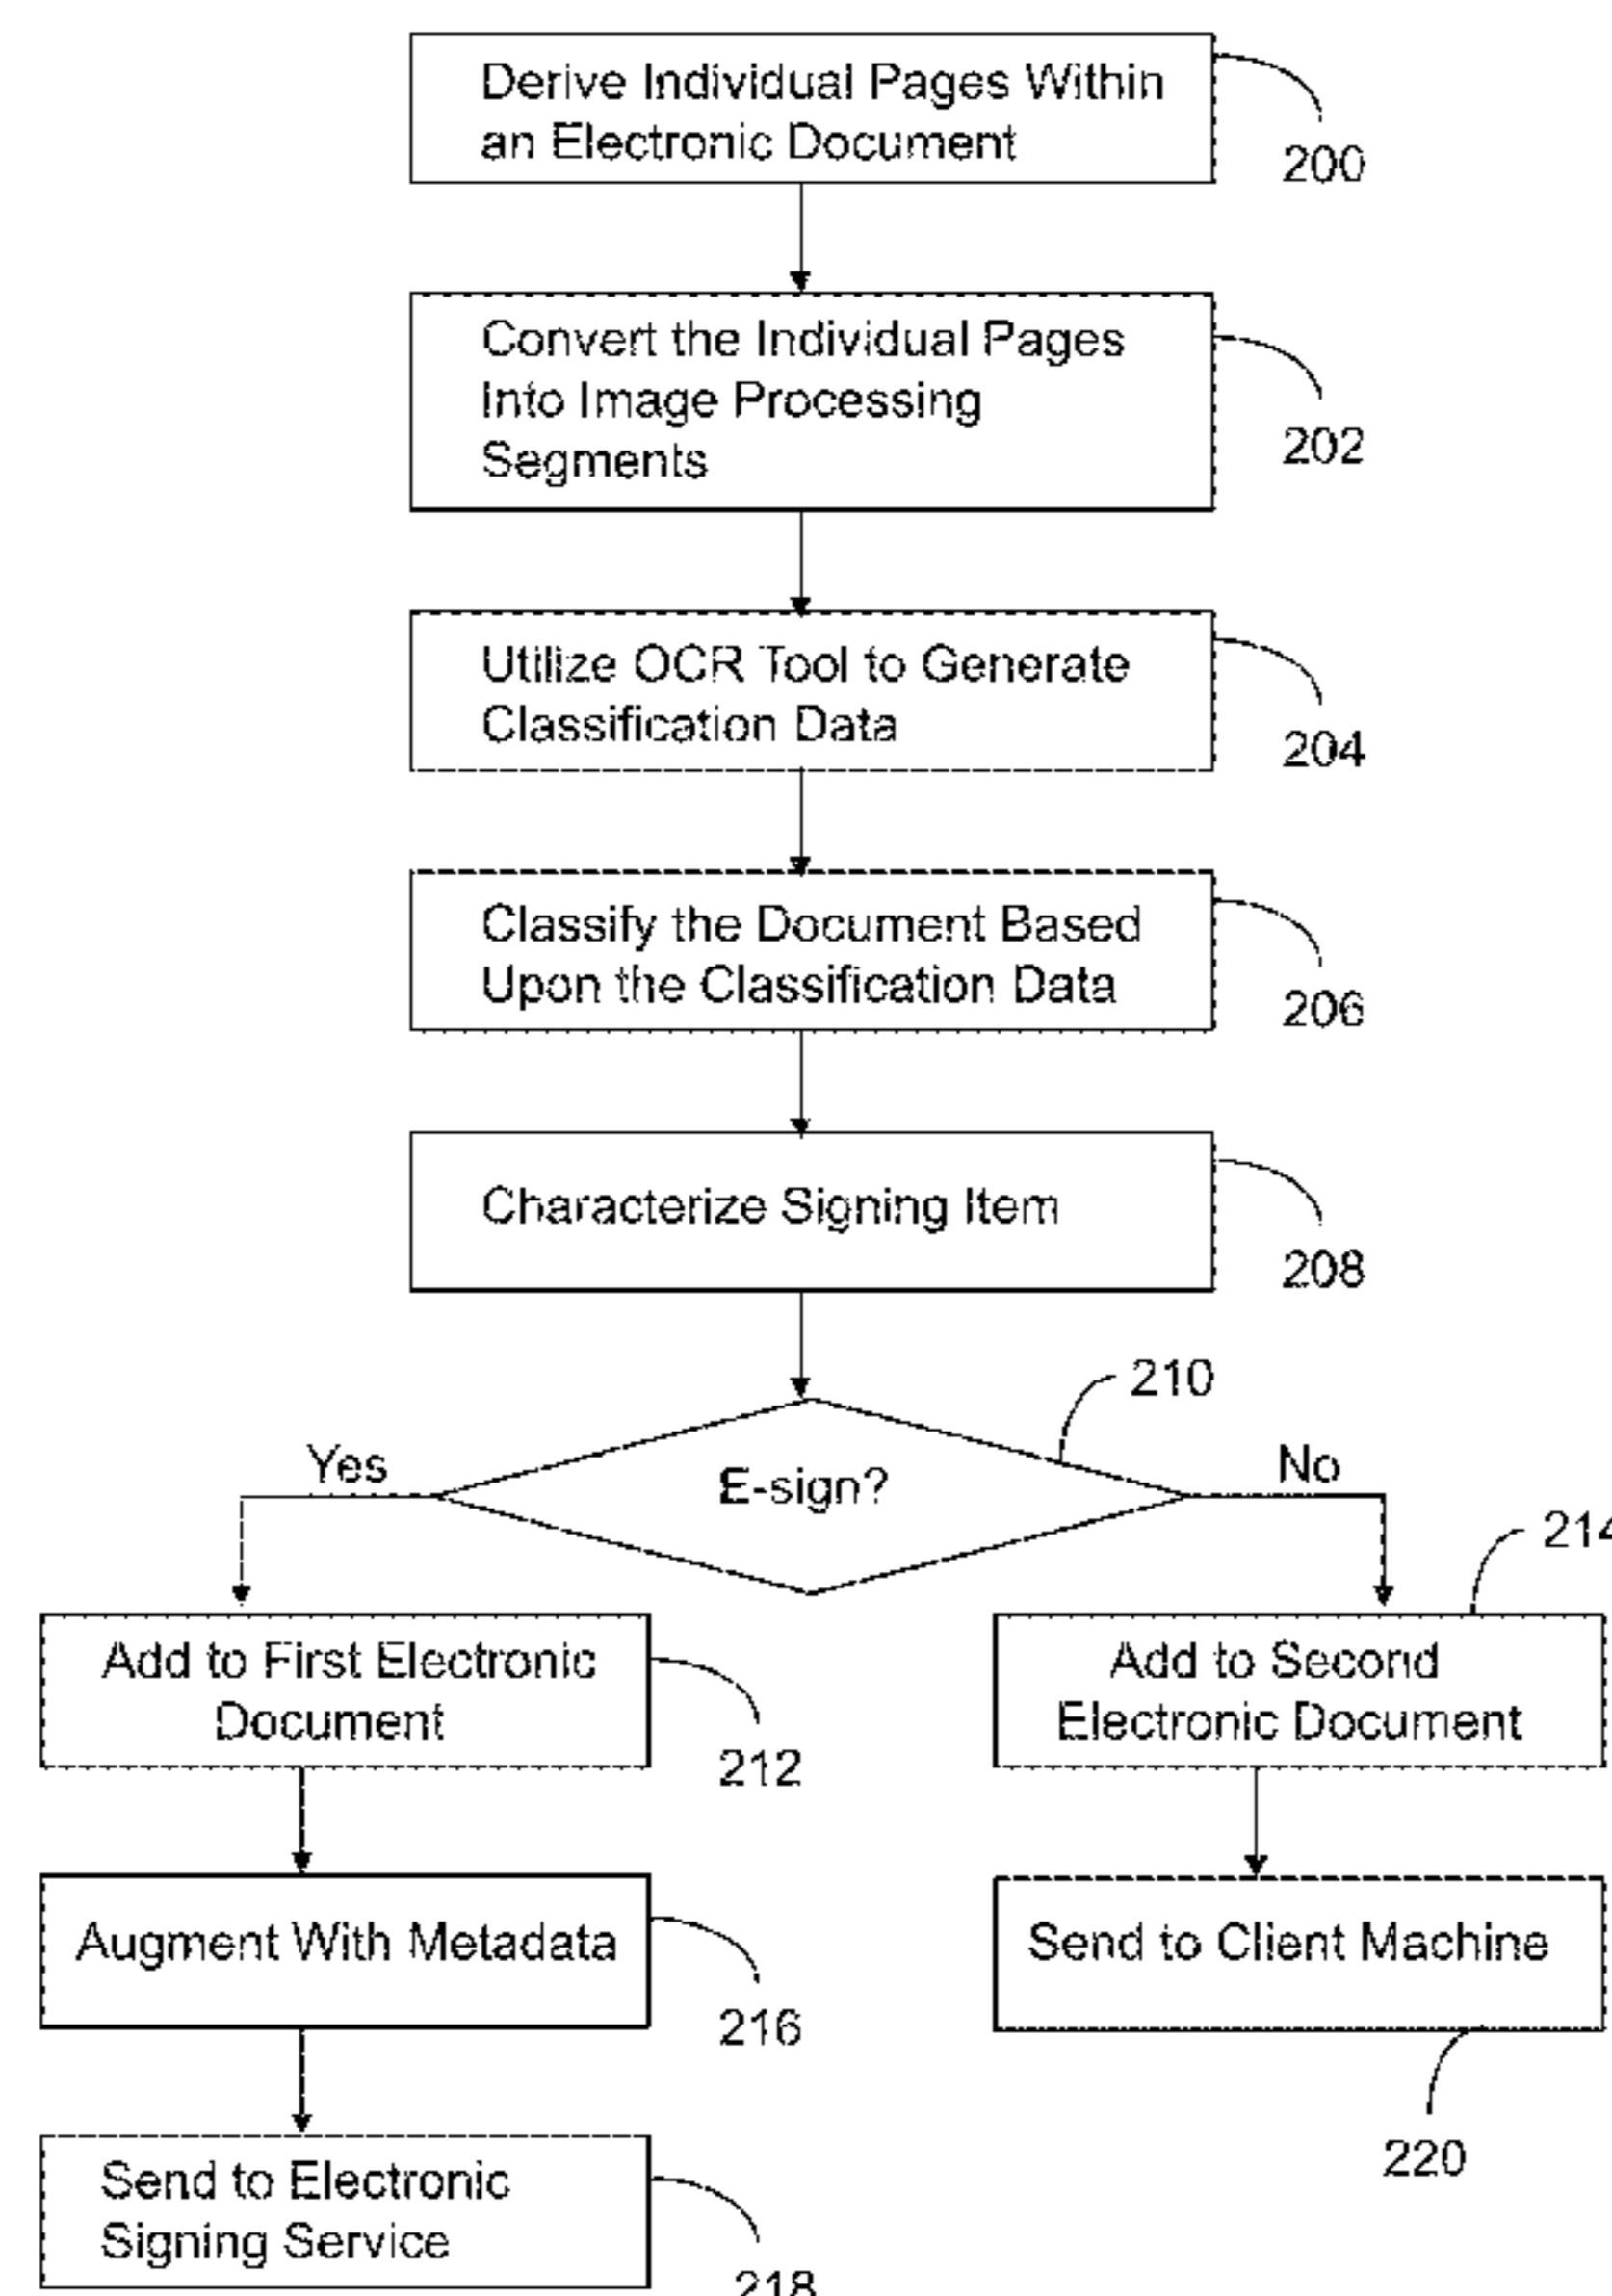 Derive Individual Pages Within
an Electronic Document
200
Convert the Individual Pages
Into Image Processing
Segments
202
Utilize OCR Tool to Generate
Classification Data
204
Classify the Document Based
Upon the Classification Data
206
Characterize Signing Item
208
210
Yes
E-sign?
No
214
Add to First Electronic
Document
212
Add to Second
Electronic Document
Augment With Metadata
216
Send to Client Machine
220
Send to Electronic
Signing Service
218